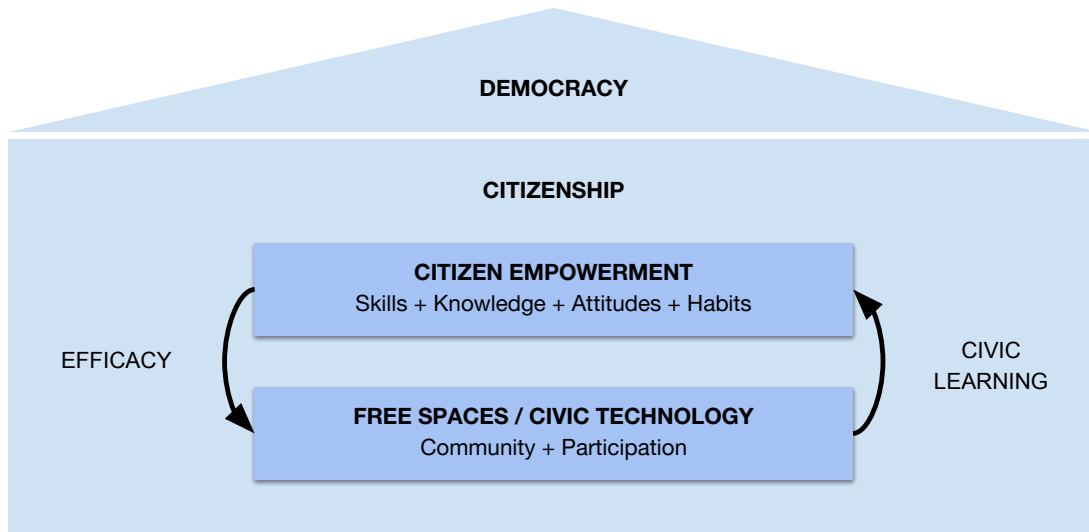 DEMOCRACY
CITIZENSHIP
CITIZEN EMPOWERMENT
Skills + Knowledge + Attitudes + Habits
EFFICACY
CIVIC
LEARNING
FREE SPACES / CIVIC TECHNOLOGY
Community + Participation